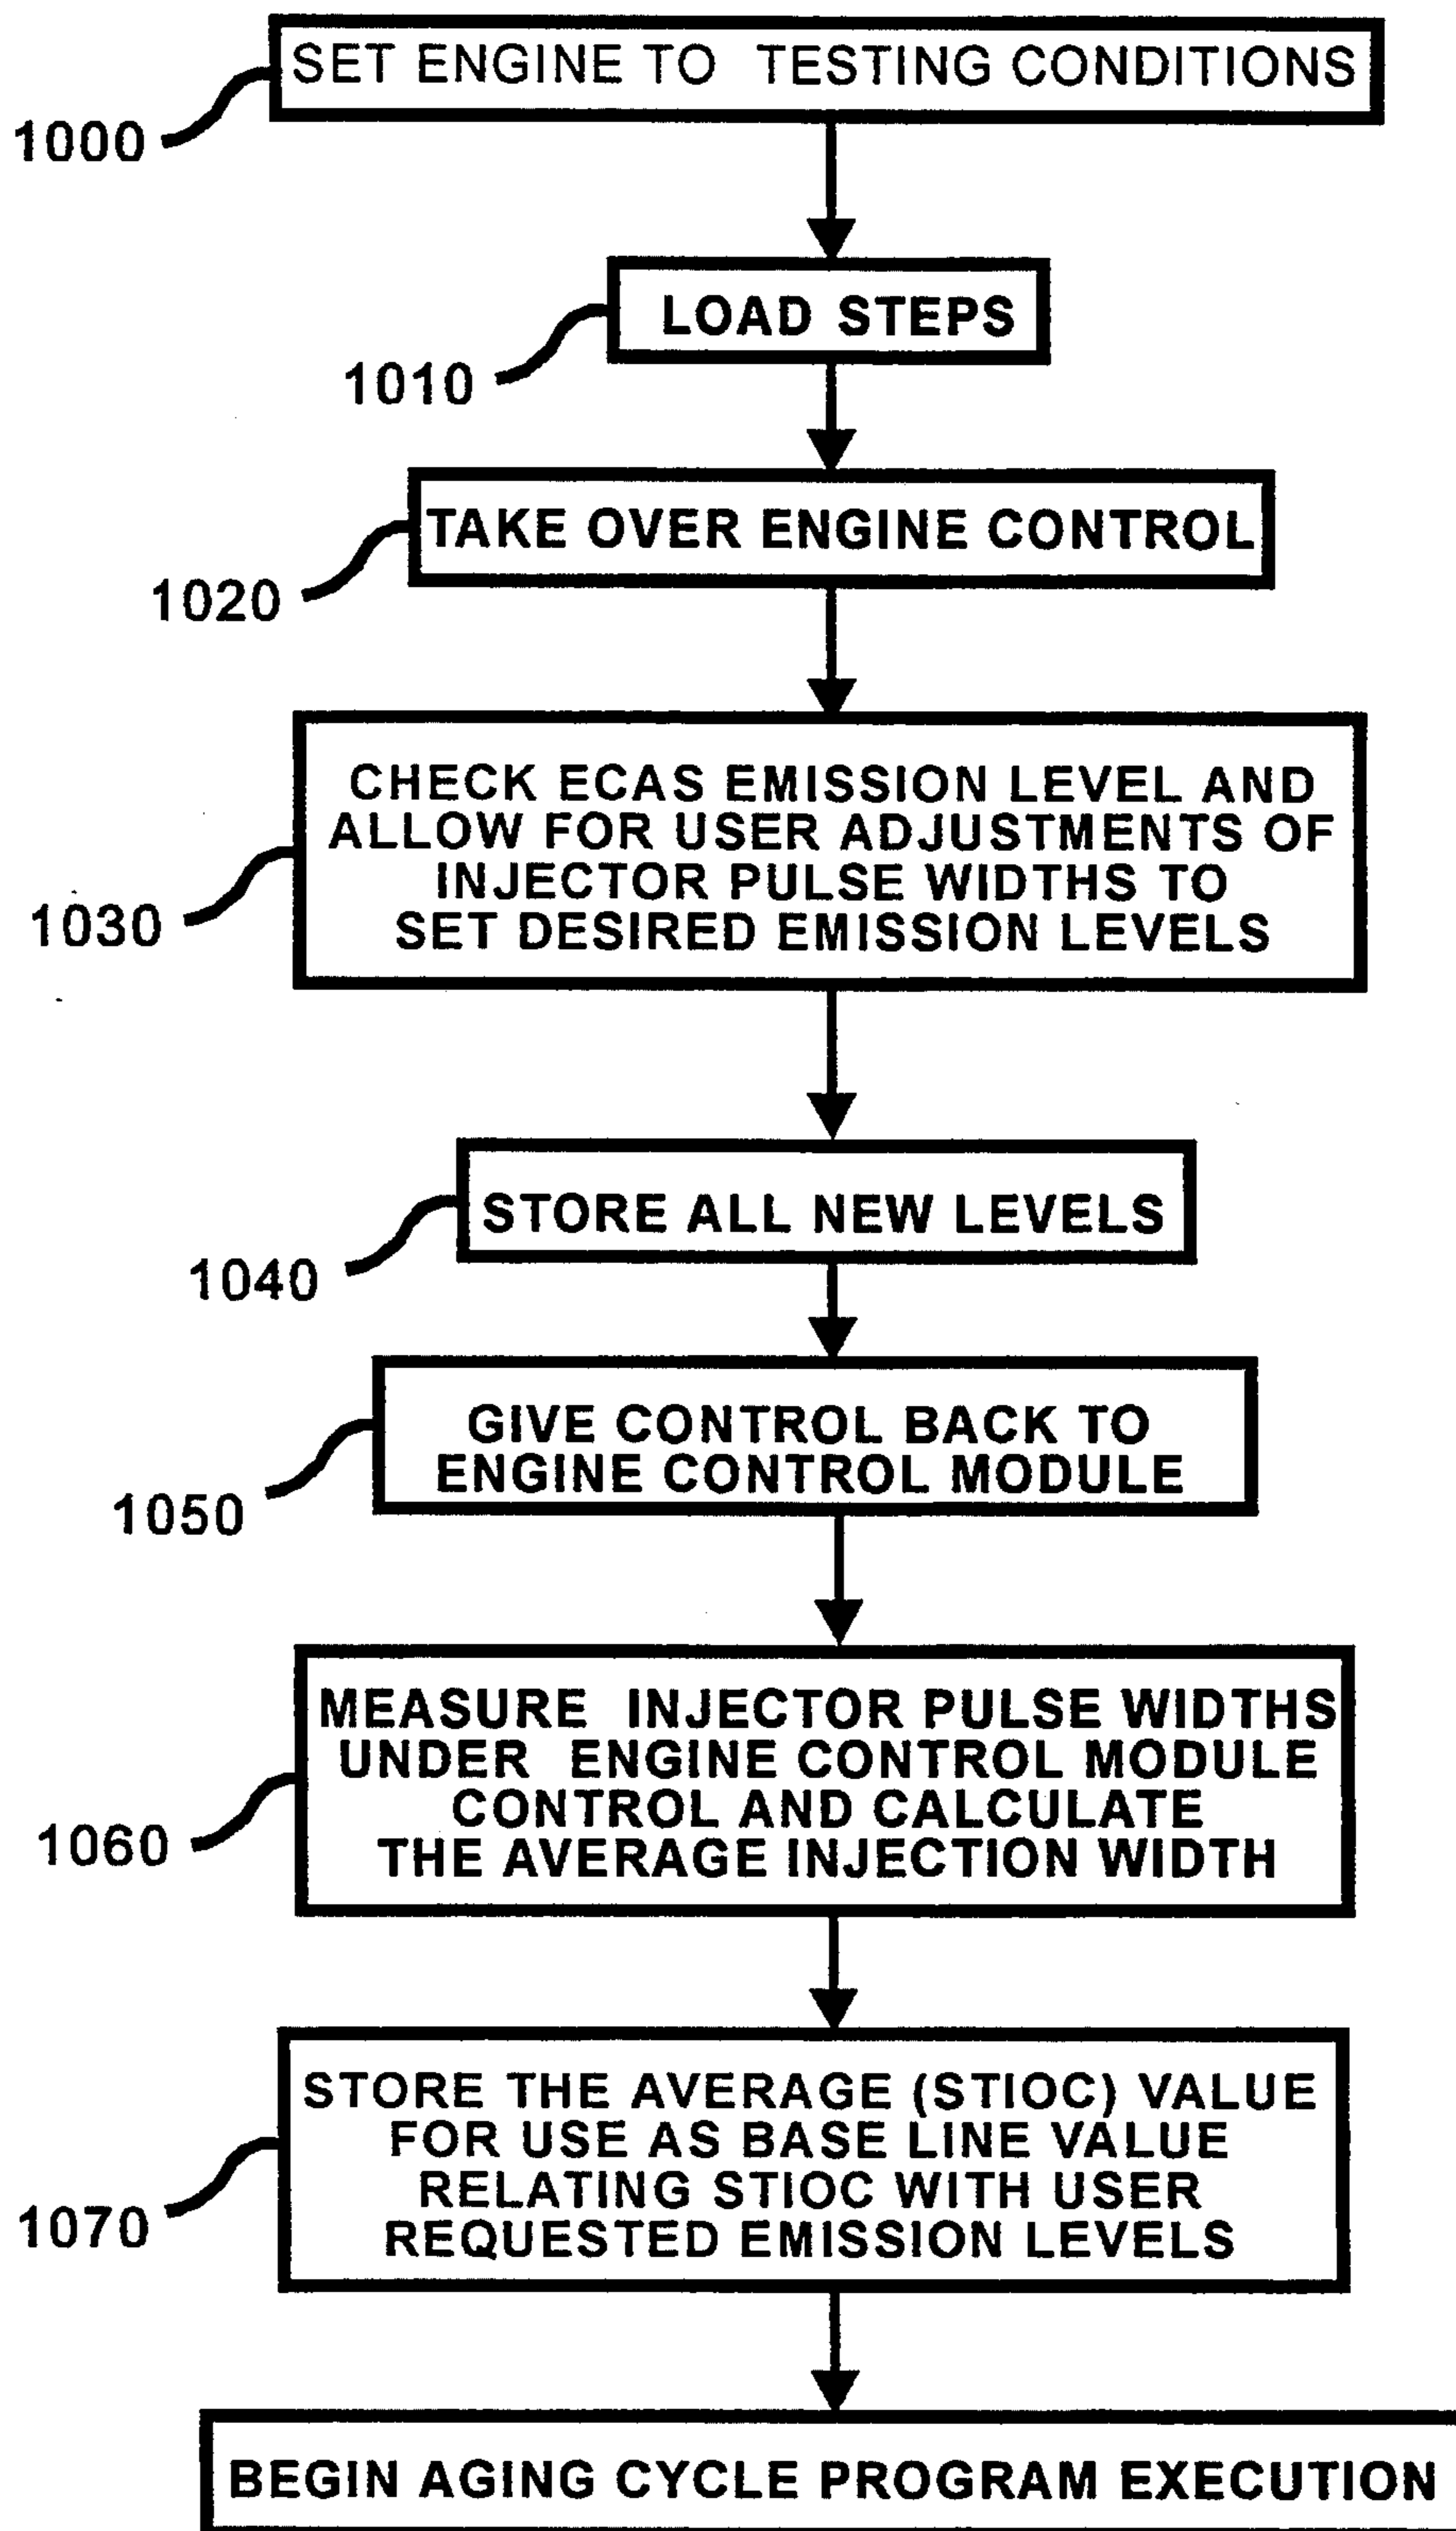 SET ENGINE TO TESTING CONDITIONS
1000
LOAD STEPS
1010
TAKE OVER ENGINE CONTROL
1020
CHECK ECAS EMISSION LEVEL AND
ALLOW FOR USER ADJUSTMENTS OF
INJECTOR PULSE WIDTHS TO
SET DESIRED EMISSION LEVELS
1030
STORE ALL NEW LEVELS
1040
GIVE CONTROL BACK TO
ENGINE CONTROL MODULE
1050
MEASURE INJECTOR PULSE WIDTHS
UNDER ENGINE CONTROL MODULE
CONTROL AND CALCULATE
THE AVERAGE INJECTION WIDTH
1060
STORE THE AVERAGE (STIOC) VALUE
FOR USE AS BASE LINE VALUE
RELATING STIOC WITH USER
REQUESTED EMISSION LEVELS
1070
BEGIN AGING CYCLE PROGRAM EXECUTION